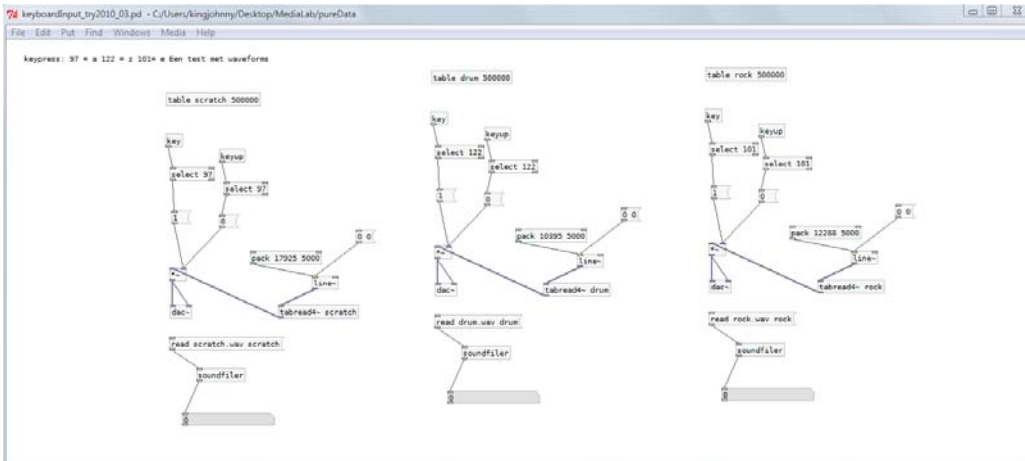 keyboardInput_try2010_03.pd - C:/Users/kingjohnny/Desktop/MediaLab/pureData
File Edit Put Find Windows Media Help
keypress: 97 = a 122 = z 101= e Een test met waveforms
table scratch 500000
key
keyup
select 97
select 97
1
0
0 0
pack 17925 5000
line~
*~
dac~
tabread4~ scratch
read scratch.wav scratch
soundfiler
0
table drum 500000
key
keyup
select 122
select 122
1
0
0 0
pack 10395 5000
line~
*~
dac~
tabread4~ drum
read drum.wav drum
soundfiler
0
table rock 500000
key
keyup
select 101
select 101
1
0
0 0
pack 12288 5000
line~
*~
dac~
tabread4~ rock
read rock.wav rock
soundfiler
0